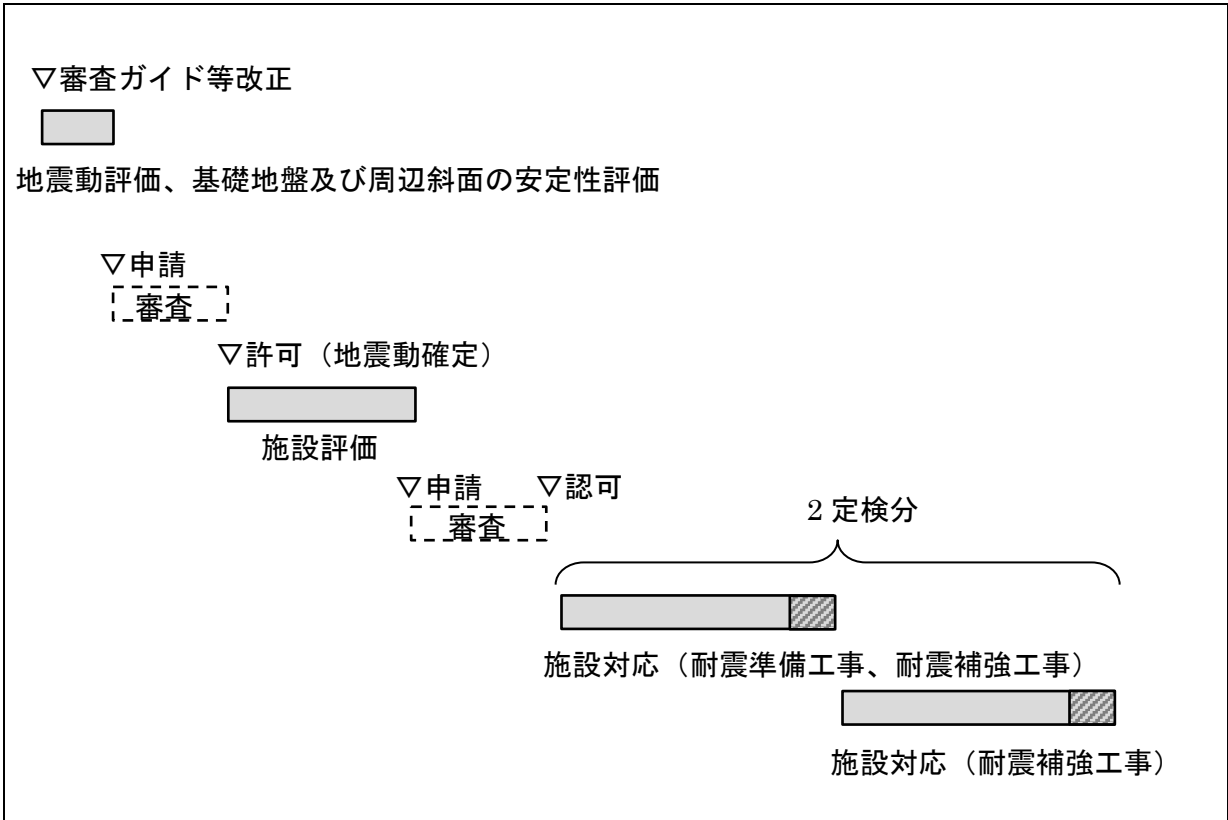 ▽審査ガイド等改正
地震動評価、基礎地盤及び周辺斜面の安定性評価
▽申請
審査
▽許可（地震動確定）
施設評価
▽申請 ▽認可
審査
2 定検分
施設対応（耐震準備工事、耐震補強工事）
施設対応（耐震補強工事）